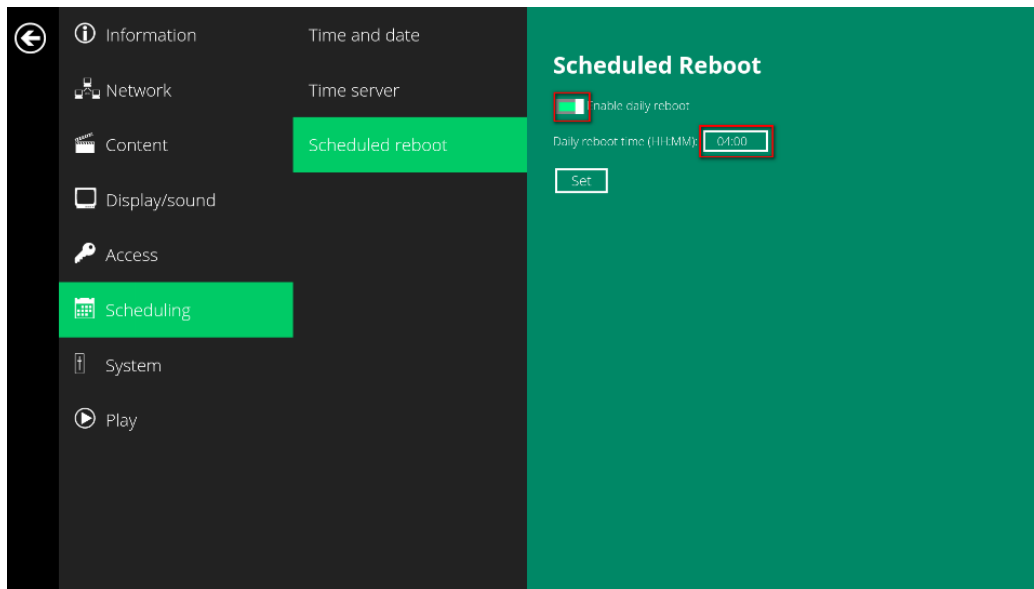 Information
Network
Content
Display/sound
Access
Scheduling
System
Play
Time and date
Time server
Scheduled reboot
Scheduled Reboot
Enable daily reboot
Daily reboot time (HH:MM): 04:00
Set